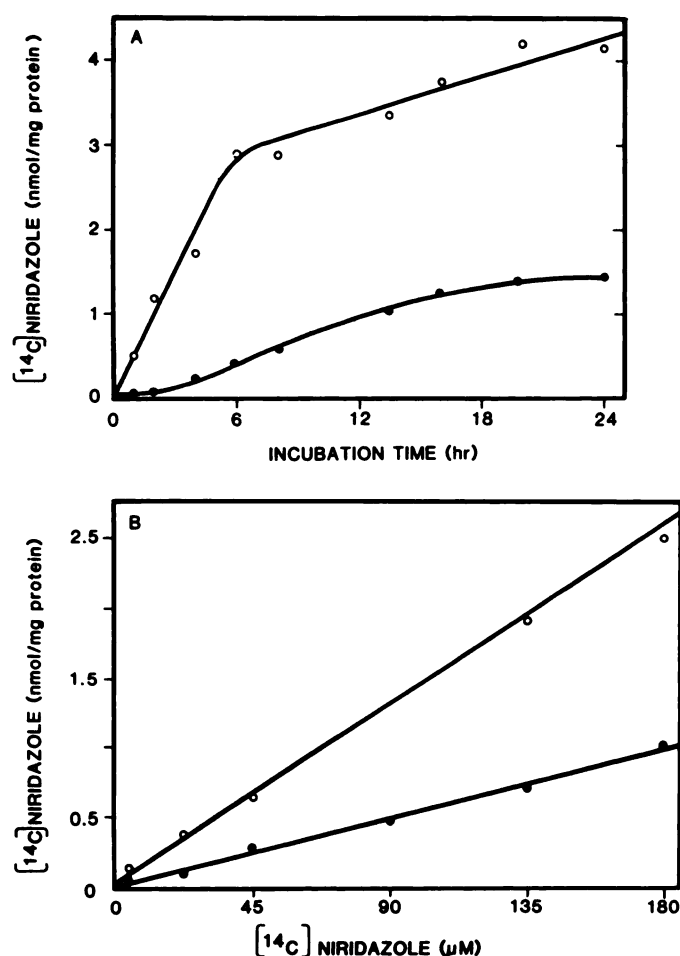 A
[14C]NIRIDAZOLE (nmol/mg protein)
4
3
2
1
0
0 6 12 18 24
INCUBATION TIME (hr)
B
[14C]NIRIDAZOLE (nmol/mg protein)
2.5
1.5
0.5
0
0 45 90 135 180
[14C] NIRIDAZOLE (μM)